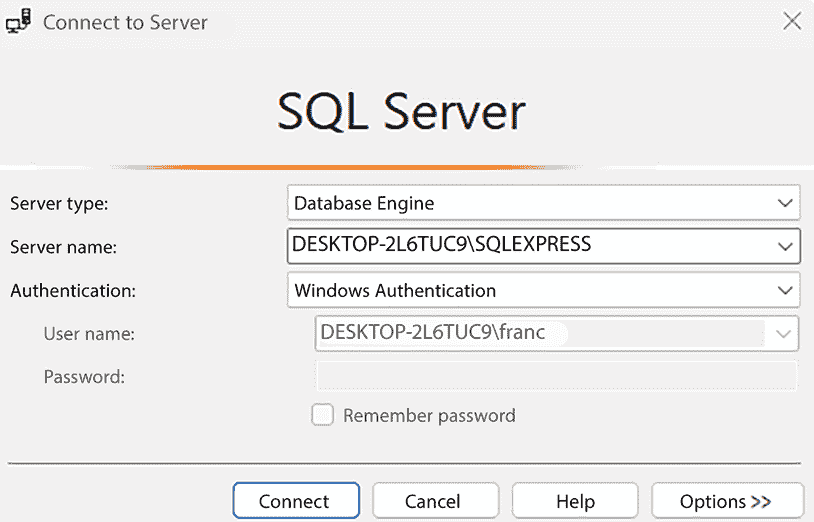 Connect to Server
SQL Server
Server type: Database Engine
Server name: DESKTOP-2L6TUC9\SQLEXPRESS
Authentication: Windows Authentication
User name: DESKTOP-2L6TUC9\franc
Password:
Remember password
Connect Cancel Help Options >>